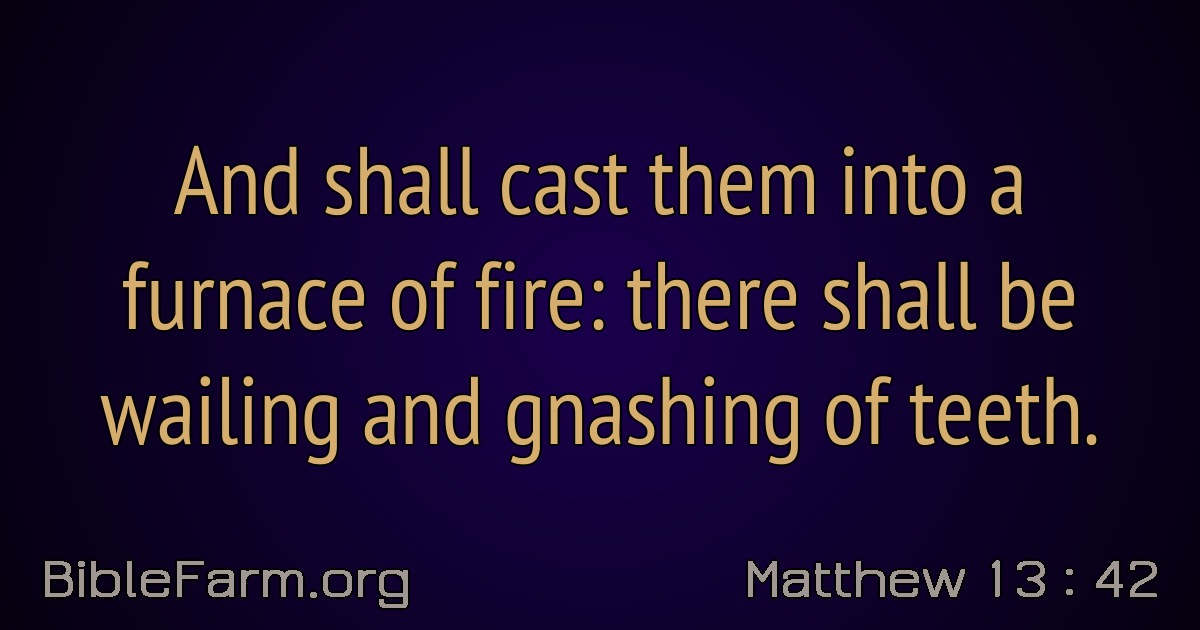 And shall cast them into a
furnace of fire: there shall be
wailing and gnashing of teeth.
BibleFarm.org
Matthew 13 : 42